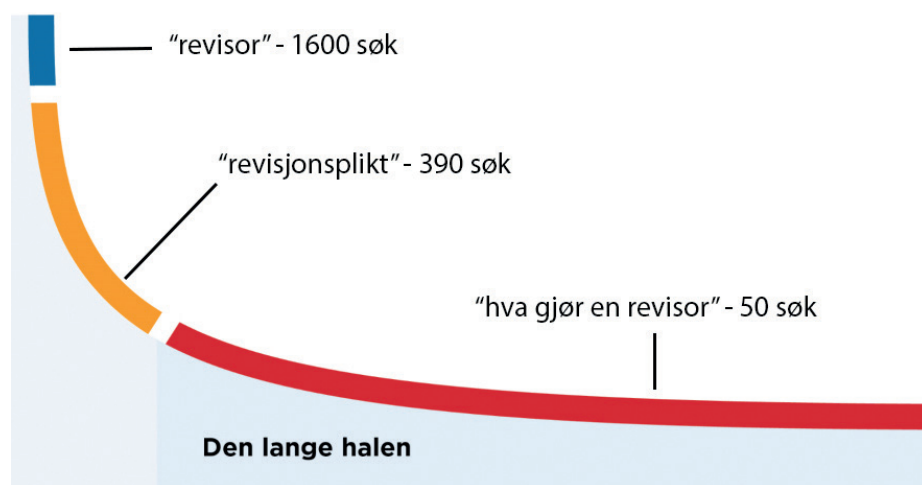 “revisor” - 1600 søk
“revisjonsplikt” - 390 søk
“hva gjør en revisor” - 50 søk
Den lange halen